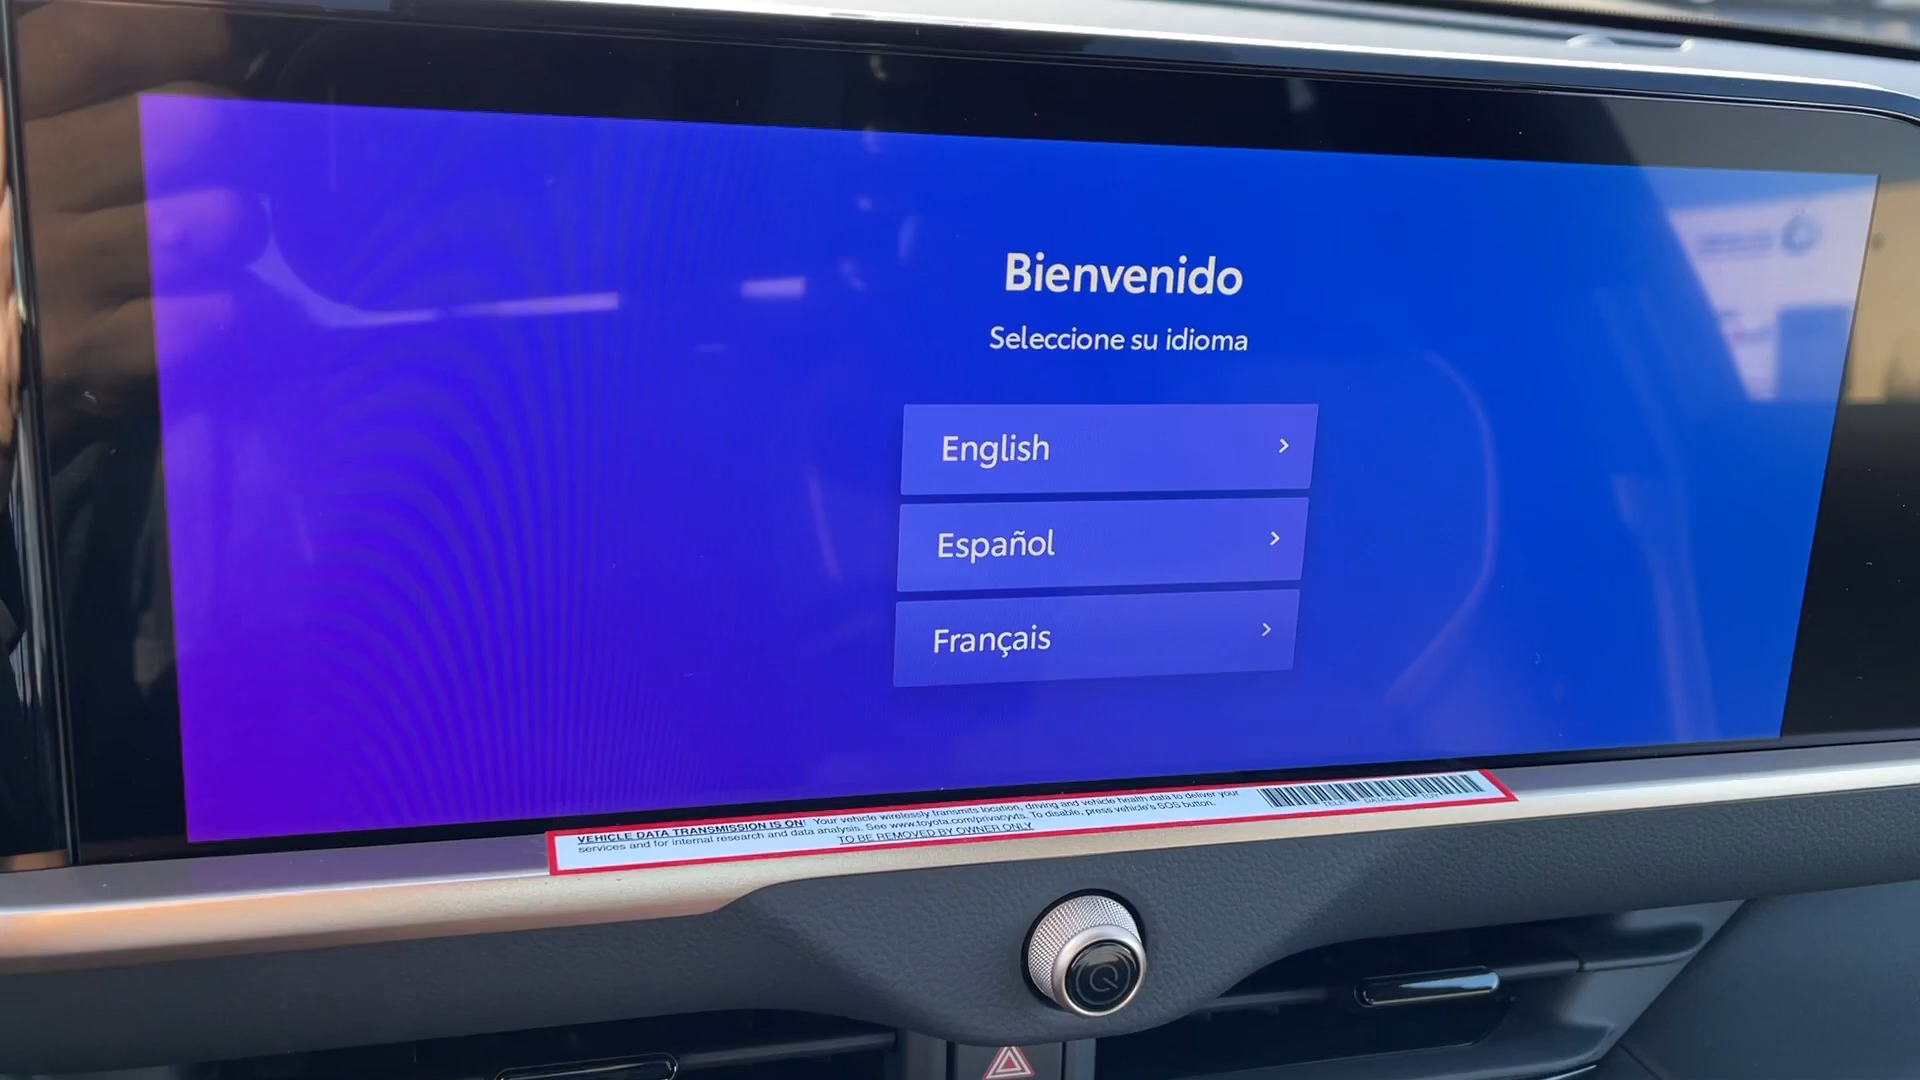 Bienvenido
Seleccione su idioma
English
Español
Français
VEHICLE DATA TRANSMISSION IS ON! Your vehicle wirelessly transmits location, driving and vehicle health data to deliver your
services and for internal research and data analysis. See www.toyota.com/privacyvts. To disable, press vehicle's SOS button.
TO BE REMOVED BY OWNER ONLY